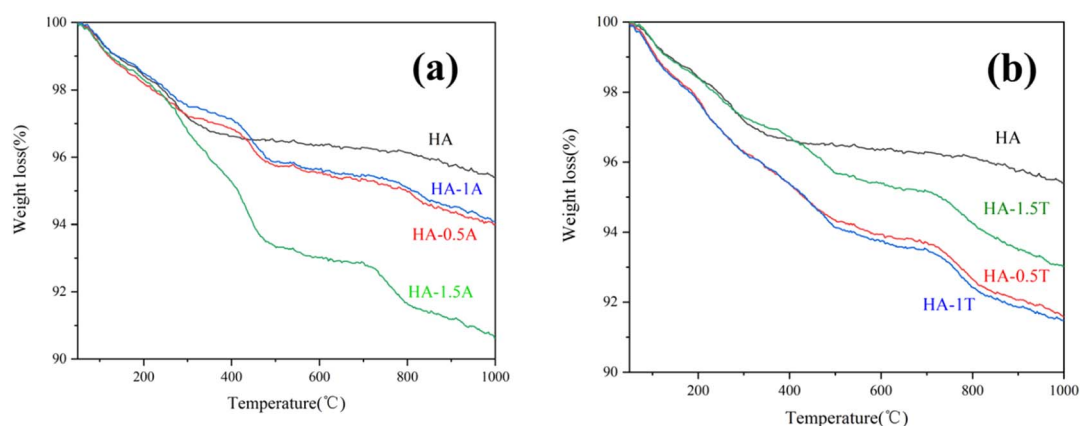 (a)
Weight loss(%)
100
98
96
94
92
90
HA
HA-1A
HA-0.5A
HA-1.5A
200
400
600
800
1000
Temperature(℃)
(b)
Weight loss(%)
100
98
96
94
92
90
HA
HA-1.5T
HA-0.5T
HA-1T
200
400
600
800
1000
Temperature(℃)